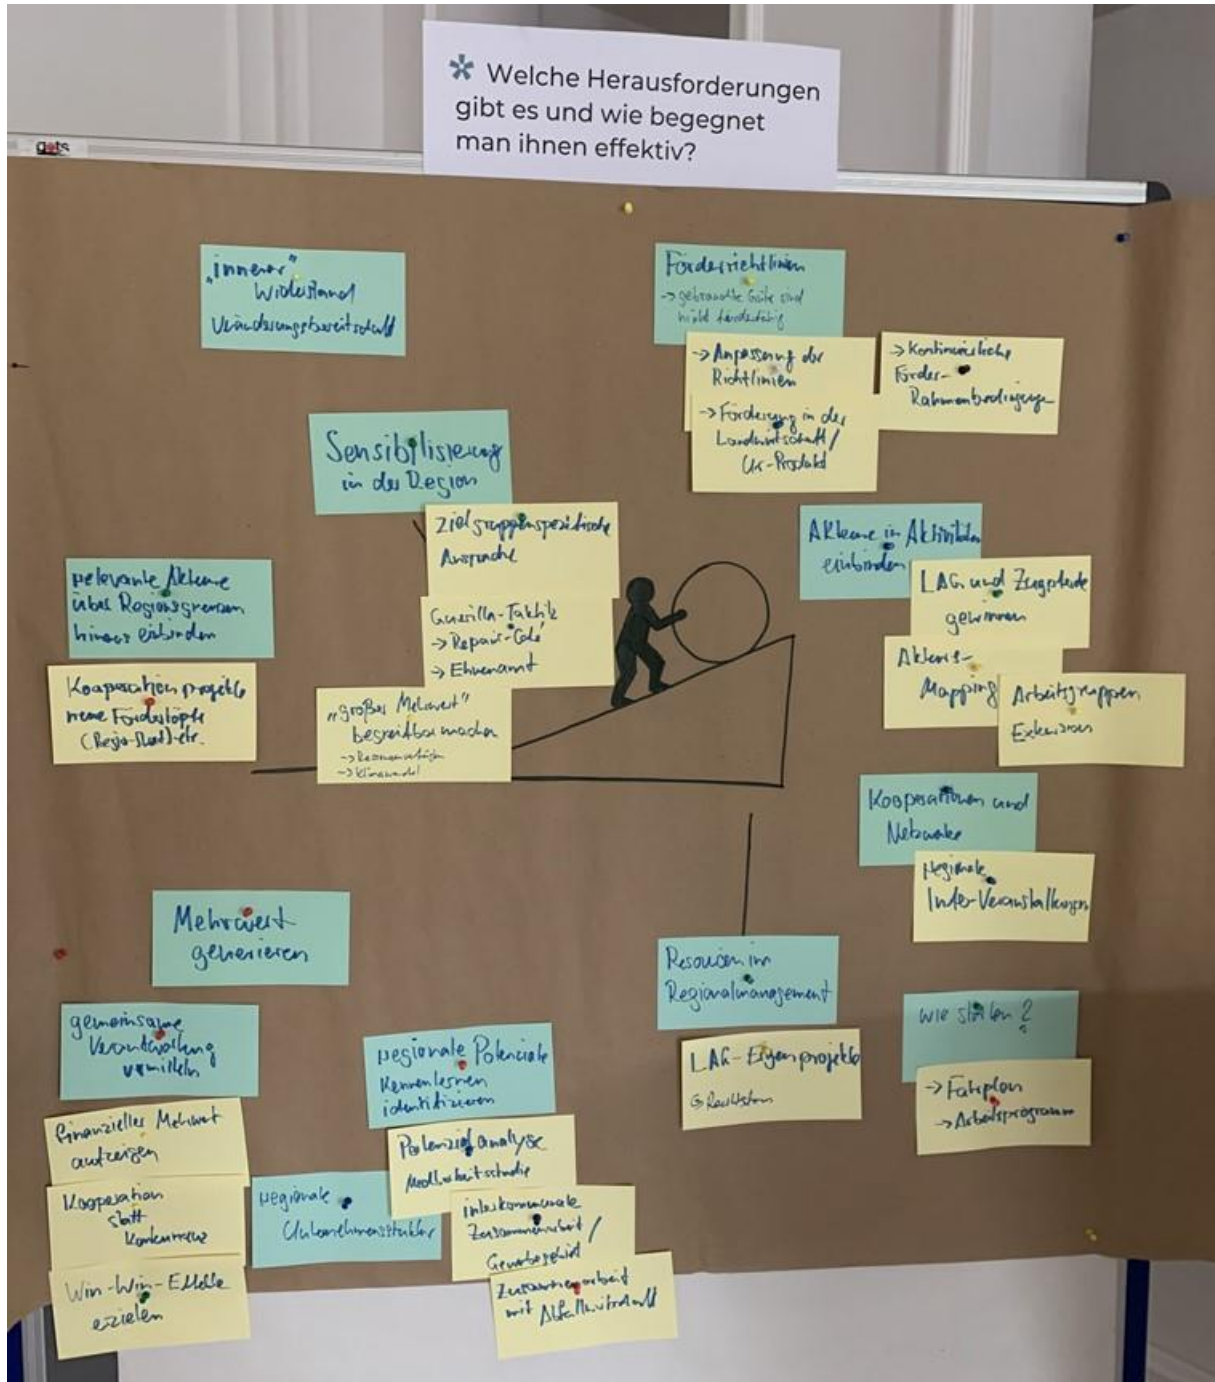 * Welche Herausforderungen
gibt es und wie begegnet
man ihnen effektiv?
"innerer"
Widerstand
Veränderungsbereitschaft
Förderrichtlinien
-> gebrauchte Güter sind
nicht förderfähig
-> Anpassung der
Richtlinien
-> Förderung in der
Landwirtschaft/
Ur-Produkt
-> Kontinuierliche
Förder-
Rahmenbedingungen
Sensibilisierung
in der Region
Zielgruppenspezifische
Ansprache
Guerilla-Taktik
-> Repair-Café
-> Ehrenamt
"großes Mehrwert"
begreifbar machen
-> Klimawandel
relevante Akteure
über Regionsgrenzen
hinaus einbinden
Kooperationsprojekte
neue Fördertöpfe
etc.
Akteure in Aktivitäten
einbinden
LAG und Zugpferde
gewinnen
Akteurs-
Mapping
Arbeitsgruppen
Exkursion
Kooperationen und
Netzwerke
regionale
Info-Veranstaltungen
Mehrwert
generieren
gemeinsame
Verantwortung
vermitteln
finanzieller Mehrwert
aufzeigen
Kooperation
statt
Konkurrenz
Win-Win-Effekte
erzielen
regionale Potenziale
kennenlernen
identifizieren
Potenzialanalyse
Machbarkeitsstudie
regionale
Unternehmensstruktur
interkommunale
Zusammenarbeit /
Gewerbegebiet
Zusammenarbeit
mit Abfallwirtschaft
Resourcen im
Regionalmanagement
LAG-Eigenprojekte
wie starten?
-> Fahrplan
-> Arbeitsprogramm